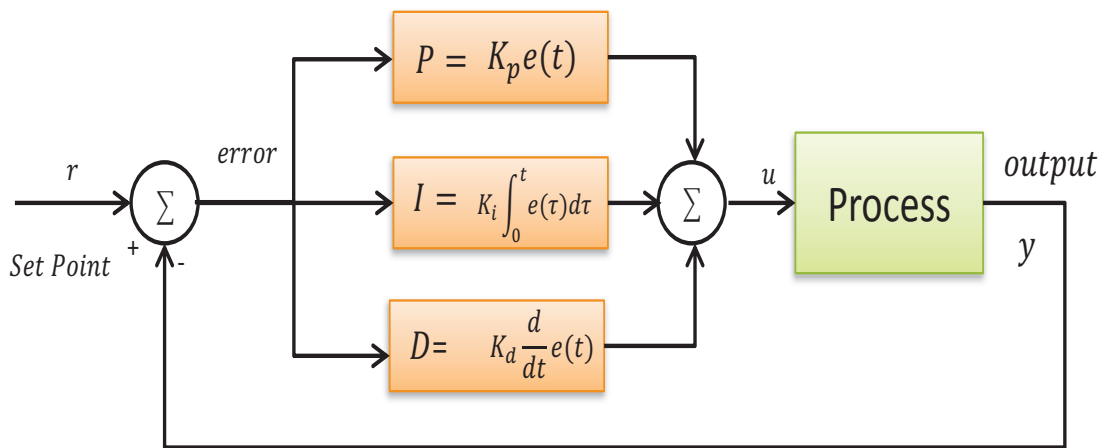 r
Set Point
+
-
∑
error
P = K_p e(t)
I = K_i ∫_0^t e(τ)dτ
D= K_d d/dt e(t)
∑
u
Process
output
y